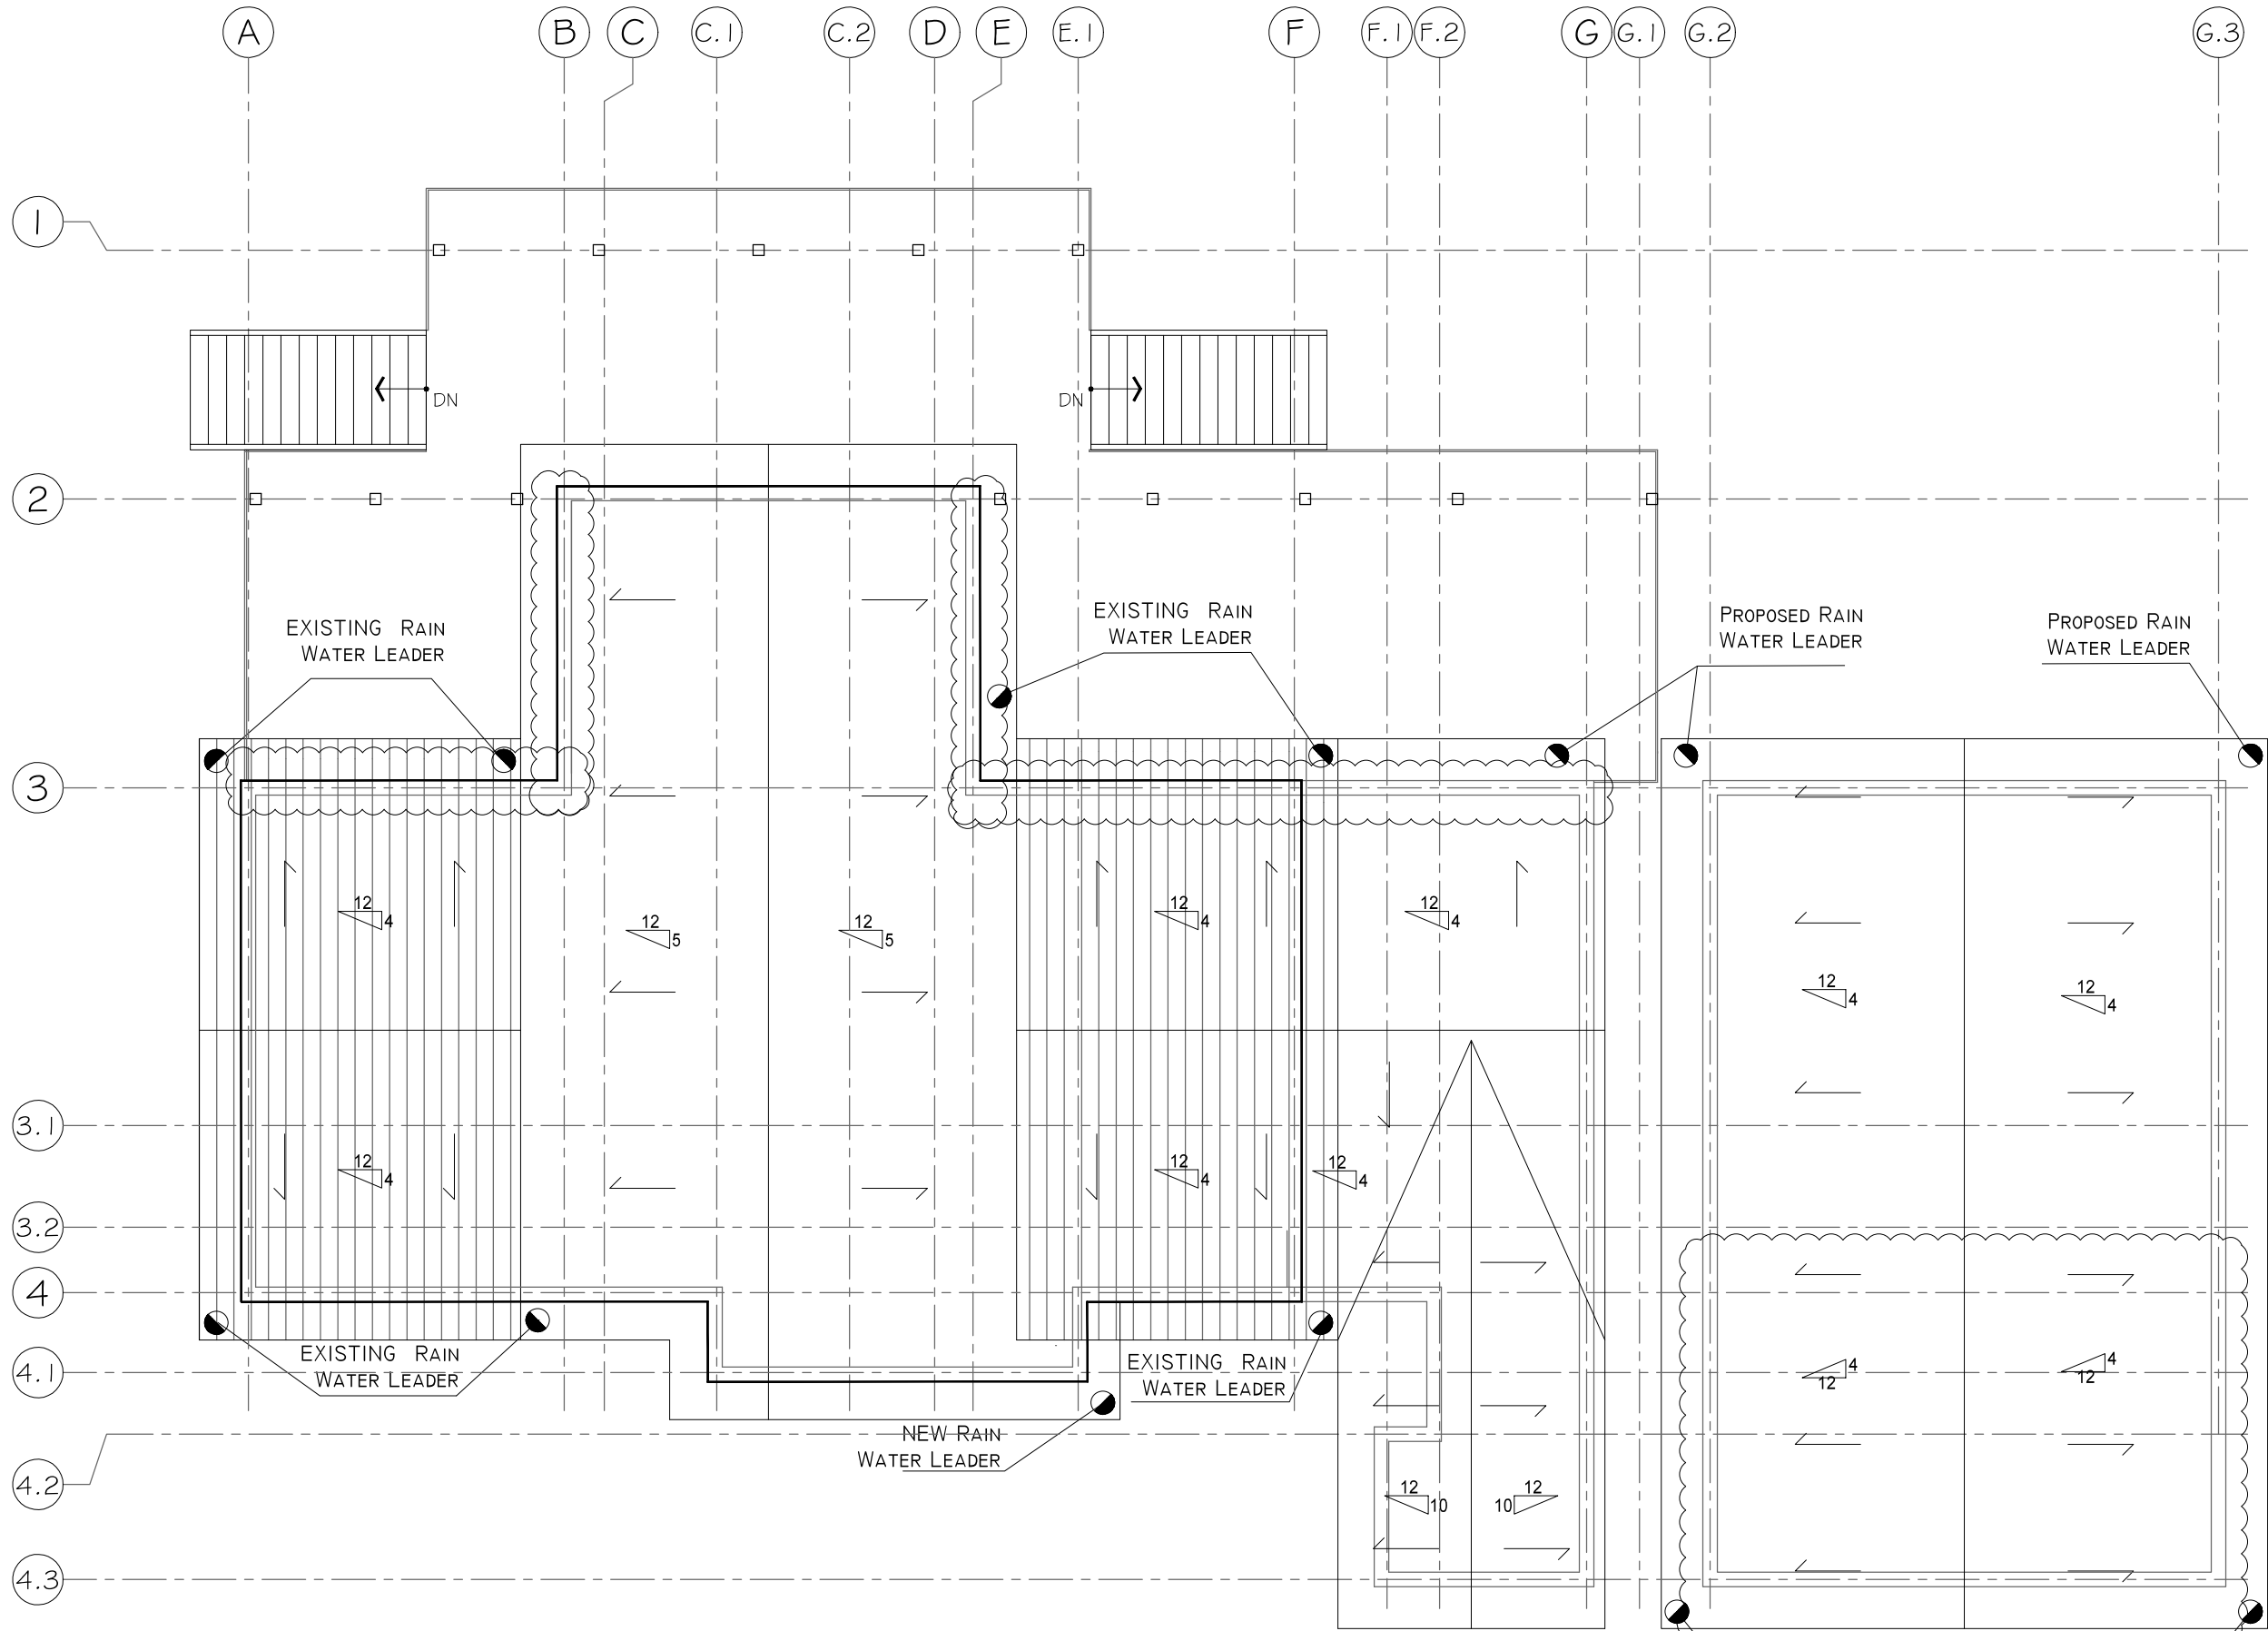 A B C C.1 C.2 D E E.1 F F.1 F.2 G G.1 G.2 G.3
1
DN DN
2
EXISTING RAIN
WATER LEADER
EXISTING RAIN
WATER LEADER
PROPOSED RAIN
WATER LEADER
PROPOSED RAIN
WATER LEADER
3
12
4
12
5
12
5
12
4
12
4
12
4
12
4
3.1
12
4
12
4
12
4
3.2
4
EXISTING RAIN
WATER LEADER
EXISTING RAIN
WATER LEADER
4
12
4
12
4.1
NEW RAIN
WATER LEADER
4.2
12
10
12
10
4.3